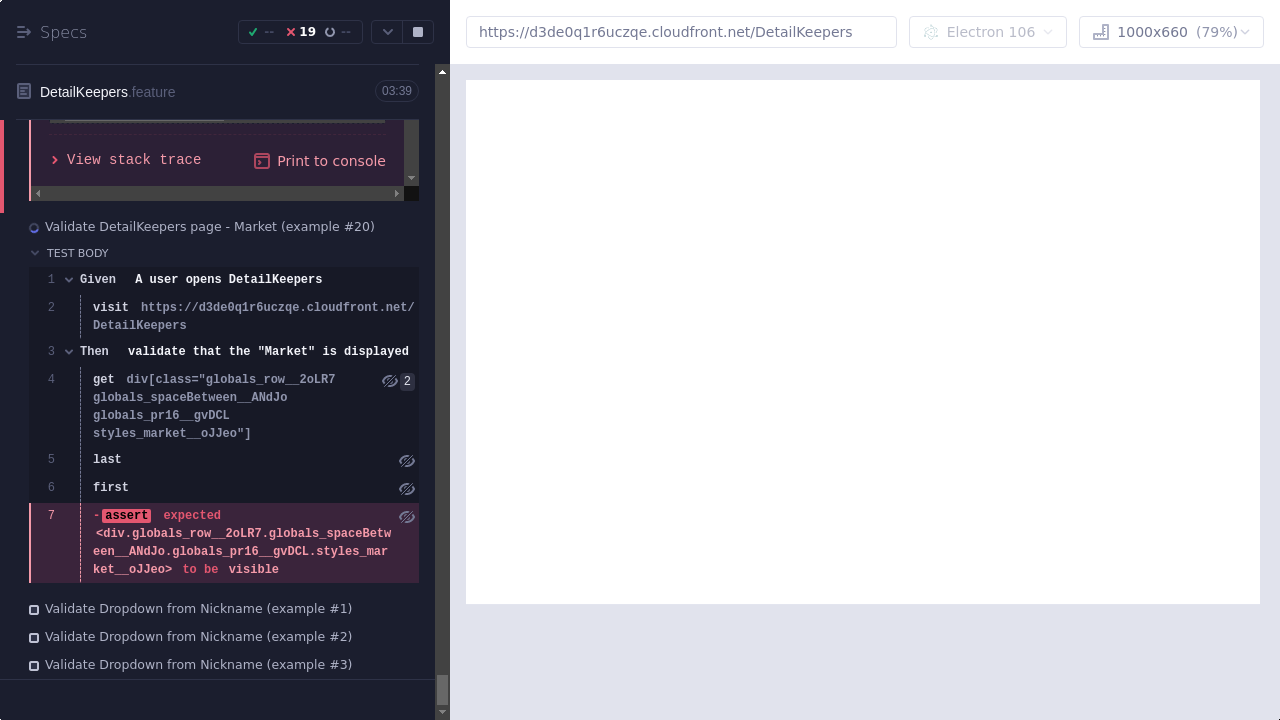 Specs
-- 19 --
https://d3de0q1r6uczqe.cloudfront.net/DetailKeepers
Electron 106
1000x660 (79%)
DetailKeepers.feature
03:39
View stack trace
Print to console
Validate DetailKeepers page - Market (example #20)
TEST BODY
1 Given A user opens DetailKeepers
2 visit https://d3de0q1r6uczqe.cloudfront.net/
DetailKeepers
3 Then validate that the "Market" is displayed
4 get div[class="globals_row__2oLR7 2
globals_spaceBetween__ANdJo
globals_pr16__gvDCL
styles_market__oJJeo"]
5 last
6 first
7 -assert expected
<div.globals_row__2oLR7.globals_spaceBetw
een__ANdJo.globals_pr16__gvDCL.styles_mar
ket__oJJeo> to be visible
Validate Dropdown from Nickname (example #1)
Validate Dropdown from Nickname (example #2)
Validate Dropdown from Nickname (example #3)